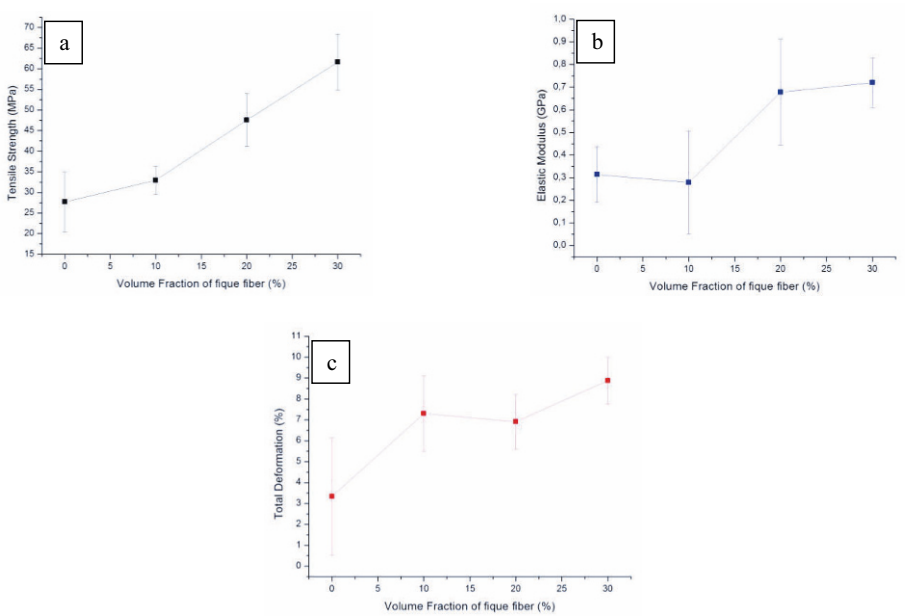 a
Tensile Strength (MPa)
70
65
60
55
50
45
40
35
30
25
20
15
0 5 10 15 20 25 30
Volume Fraction of fique fiber (%)
b
Elastic Modulus (GPa)
1,0
0,9
0,8
0,7
0,6
0,5
0,4
0,3
0,2
0,1
0,0
0 5 10 15 20 25 30
Volume Fraction of fique fiber (%)
c
Total Deformation (%)
11
10
9
8
7
6
5
4
3
2
1
0
0 5 10 15 20 25 30
Volume Fraction of fique fiber (%)